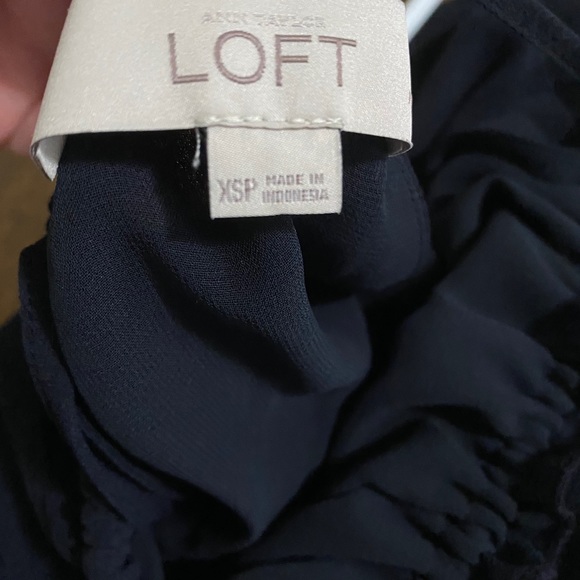 ANN TAYLOR
LOFT
XSP MADE IN
INDONESIA